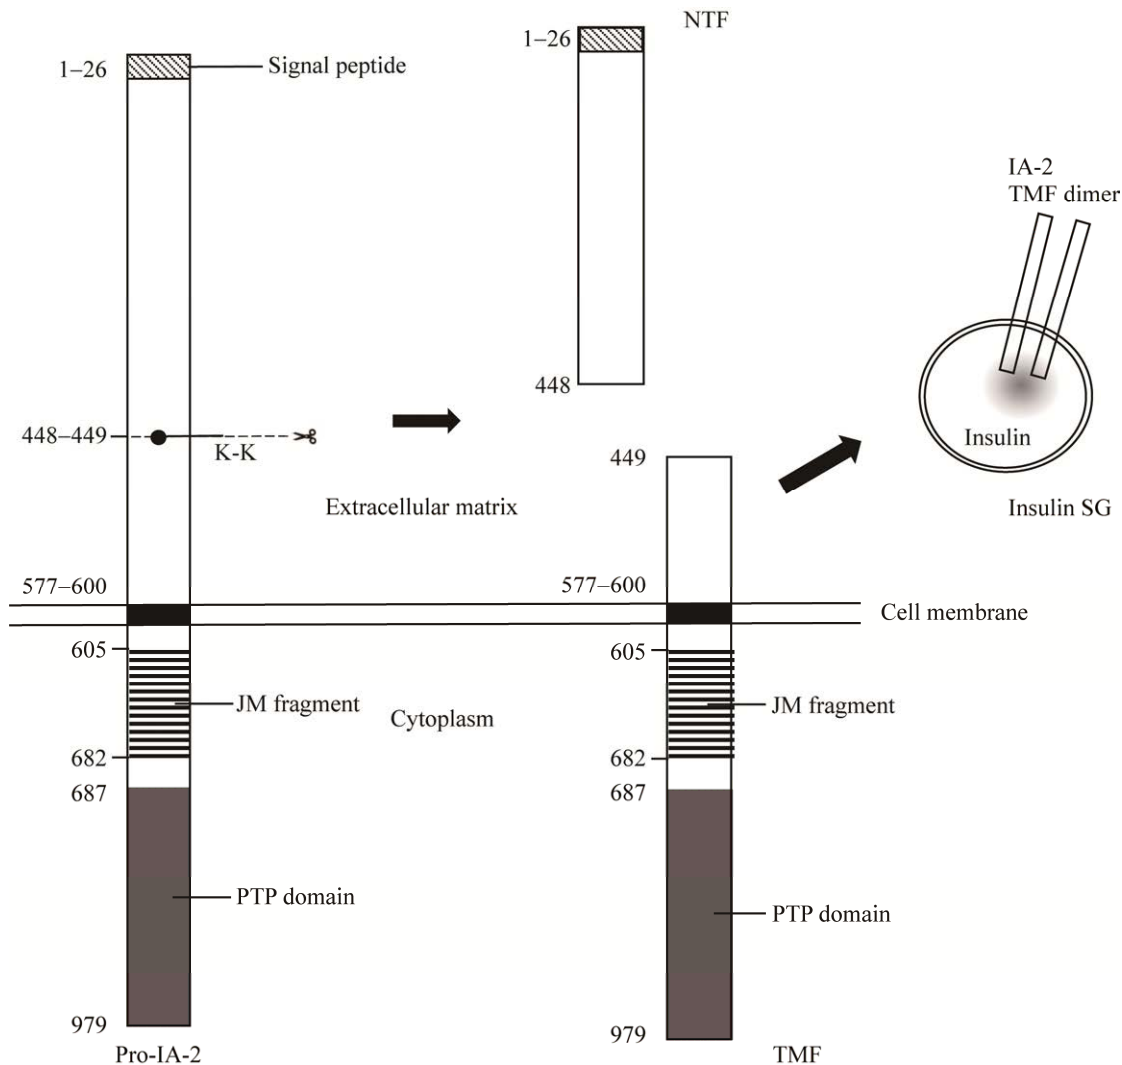 NTF
1–26
1–26
Signal peptide
IA-2
TMF dimer
448
448–449
K-K
Insulin
449
Extracellular matrix
Insulin SG
577–600
577–600
Cell membrane
605
605
JM fragment
JM fragment
Cytoplasm
682
682
687
687
PTP domain
PTP domain
979
979
Pro-IA-2
TMF